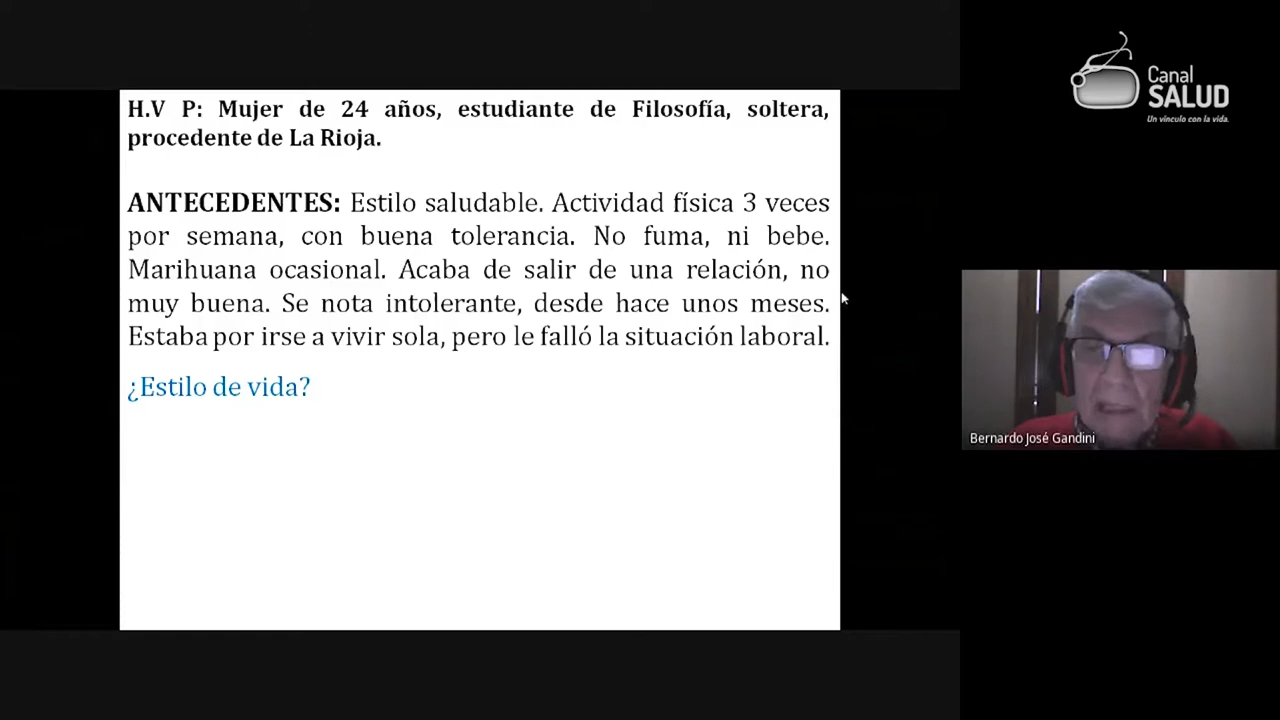 H.V P: Mujer de 24 años, estudiante de Filosofía, soltera,
procedente de La Rioja.
ANTECEDENTES: Estilo saludable. Actividad física 3 veces
por semana, con buena tolerancia. No fuma, ni bebe.
Marihuana ocasional. Acaba de salir de una relación, no
muy buena. Se nota intolerante, desde hace unos meses.
Estaba por irse a vivir sola, pero le falló la situación laboral.
¿Estilo de vida?
Canal
SALUD
Un vínculo con la vida.
Bernardo José Gandini